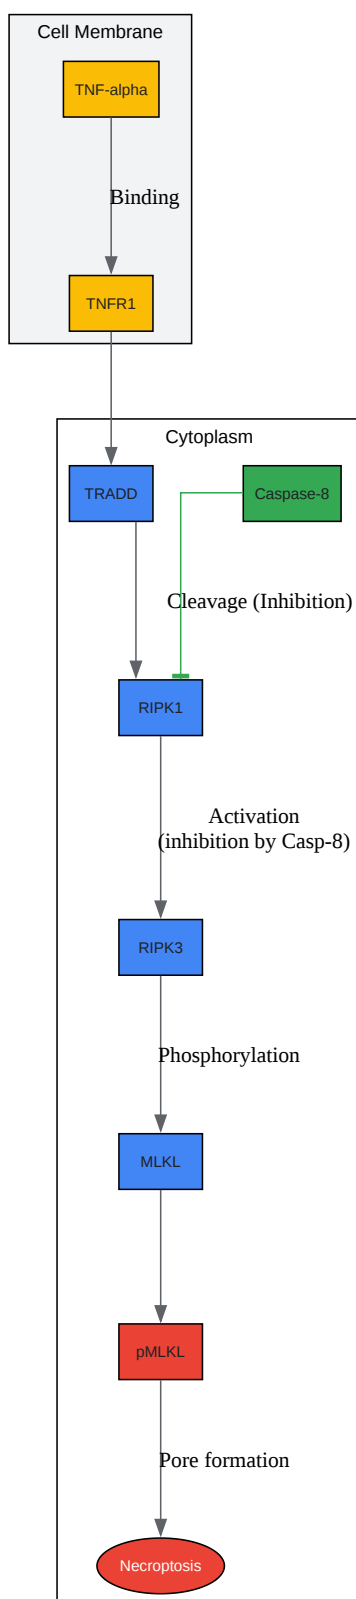 Cell Membrane
TNF-alpha
Binding
TNFR1
Cytoplasm
TRADD
Caspase-8
Cleavage (Inhibition)
RIPK1
Activation
(inhibition by Casp-8)
RIPK3
Phosphorylation
MLKL
pMLKL
Pore formation
Necroptosis